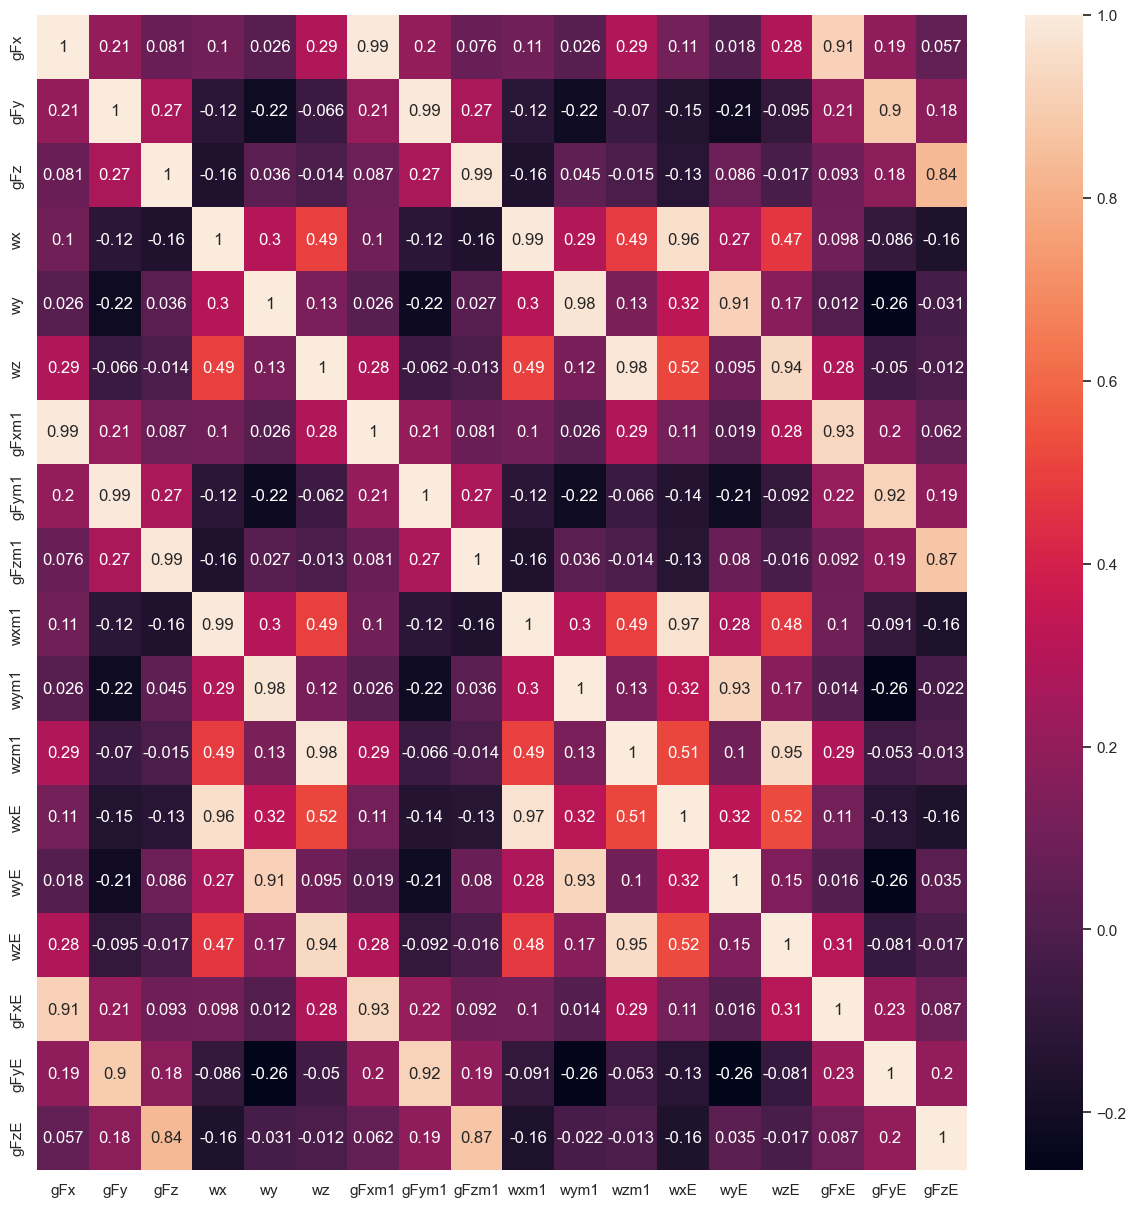 gFx 1 0.21 0.081 0.1 0.026 0.29 0.99 0.2 0.076 0.11 0.026 0.29 0.11 0.018 0.28 0.91 0.19 0.057
gFy 0.21 1 0.27 -0.12 -0.22 -0.066 0.21 0.99 0.27 -0.12 -0.22 -0.07 -0.15 -0.21 -0.095 0.21 0.9 0.18
gFz 0.081 0.27 1 -0.16 0.036 -0.014 0.087 0.27 0.99 -0.16 0.045 -0.015 -0.13 0.086 -0.017 0.093 0.18 0.84
wx 0.1 -0.12 -0.16 1 0.3 0.49 0.1 -0.12 -0.16 0.99 0.29 0.49 0.96 0.27 0.47 0.098 -0.086 -0.16
wy 0.026 -0.22 0.036 0.3 1 0.13 0.026 -0.22 0.027 0.3 0.98 0.13 0.32 0.91 0.17 0.012 -0.26 -0.031
wz 0.29 -0.066 -0.014 0.49 0.13 1 0.28 -0.062 -0.013 0.49 0.12 0.98 0.52 0.095 0.94 0.28 -0.05 -0.012
gFxm1 0.99 0.21 0.087 0.1 0.026 0.28 1 0.21 0.081 0.1 0.026 0.29 0.11 0.019 0.28 0.93 0.2 0.062
gFym1 0.2 0.99 0.27 -0.12 -0.22 -0.062 0.21 1 0.27 -0.12 -0.22 -0.066 -0.14 -0.21 -0.092 0.22 0.92 0.19
gFzm1 0.076 0.27 0.99 -0.16 0.027 -0.013 0.081 0.27 1 -0.16 0.036 -0.014 -0.13 0.08 -0.016 0.092 0.19 0.87
wxm1 0.11 -0.12 -0.16 0.99 0.3 0.49 0.1 -0.12 -0.16 1 0.3 0.49 0.97 0.28 0.48 0.1 -0.091 -0.16
wym1 0.026 -0.22 0.045 0.29 0.98 0.12 0.026 -0.22 0.036 0.3 1 0.13 0.32 0.93 0.17 0.014 -0.26 -0.022
wzm1 0.29 -0.07 -0.015 0.49 0.13 0.98 0.29 -0.066 -0.014 0.49 0.13 1 0.51 0.1 0.95 0.29 -0.053 -0.013
wxE 0.11 -0.15 -0.13 0.96 0.32 0.52 0.11 -0.14 -0.13 0.97 0.32 0.51 1 0.32 0.52 0.11 -0.13 -0.16
wyE 0.018 -0.21 0.086 0.27 0.91 0.095 0.019 -0.21 0.08 0.28 0.93 0.1 0.32 1 0.15 0.016 -0.26 0.035
wzE 0.28 -0.095 -0.017 0.47 0.17 0.94 0.28 -0.092 -0.016 0.48 0.17 0.95 0.52 0.15 1 0.31 -0.081 -0.017
gFxE 0.91 0.21 0.093 0.098 0.012 0.28 0.93 0.22 0.092 0.1 0.014 0.29 0.11 0.016 0.31 1 0.23 0.087
gFyE 0.19 0.9 0.18 -0.086 -0.26 -0.05 0.2 0.92 0.19 -0.091 -0.26 -0.053 -0.13 -0.26 -0.081 0.23 1 0.2
gFzE 0.057 0.18 0.84 -0.16 -0.031 -0.012 0.062 0.19 0.87 -0.16 -0.022 -0.013 -0.16 0.035 -0.017 0.087 0.2 1
gFx gFy gFz wx wy wz gFxm1 gFym1 gFzm1 wxm1 wym1 wzm1 wxE wyE wzE gFxE gFyE gFzE
1.0
0.8
0.6
0.4
0.2
0.0
−0.2